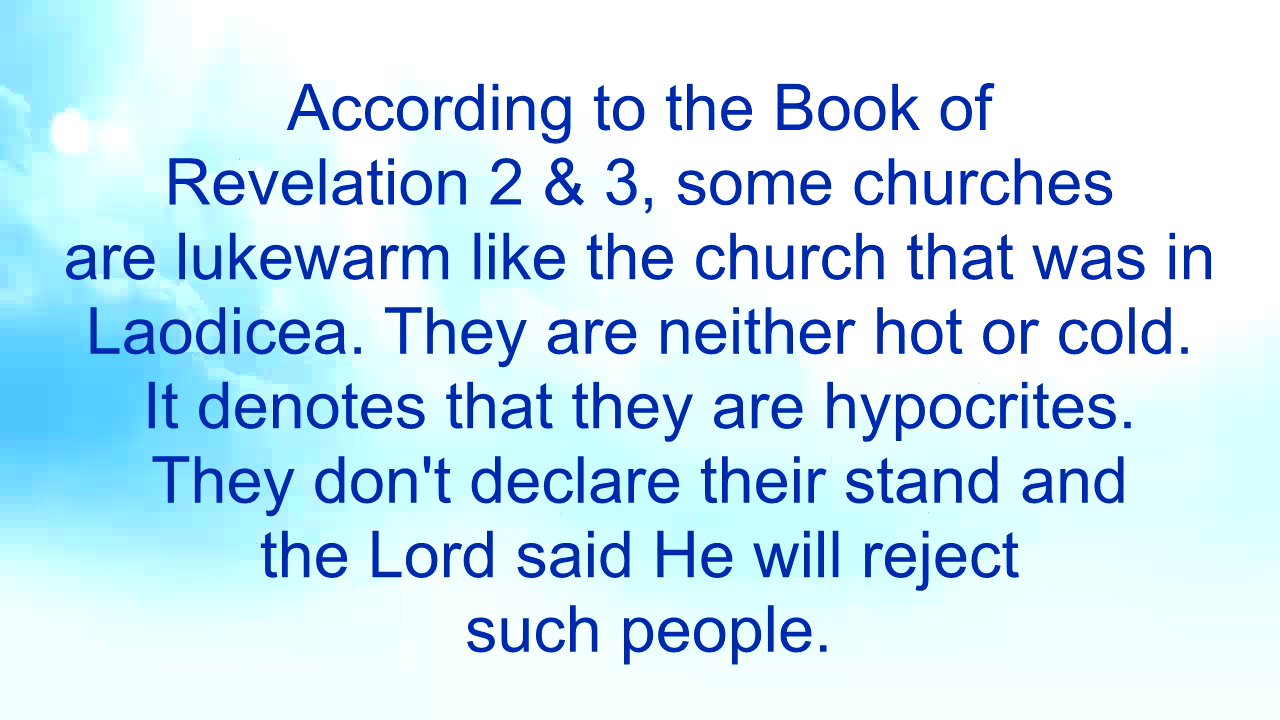 According to the Book of
Revelation 2 & 3, some churches
are lukewarm like the church that was in
Laodicea. They are neither hot or cold.
It denotes that they are hypocrites.
They don't declare their stand and
the Lord said He will reject
such people.